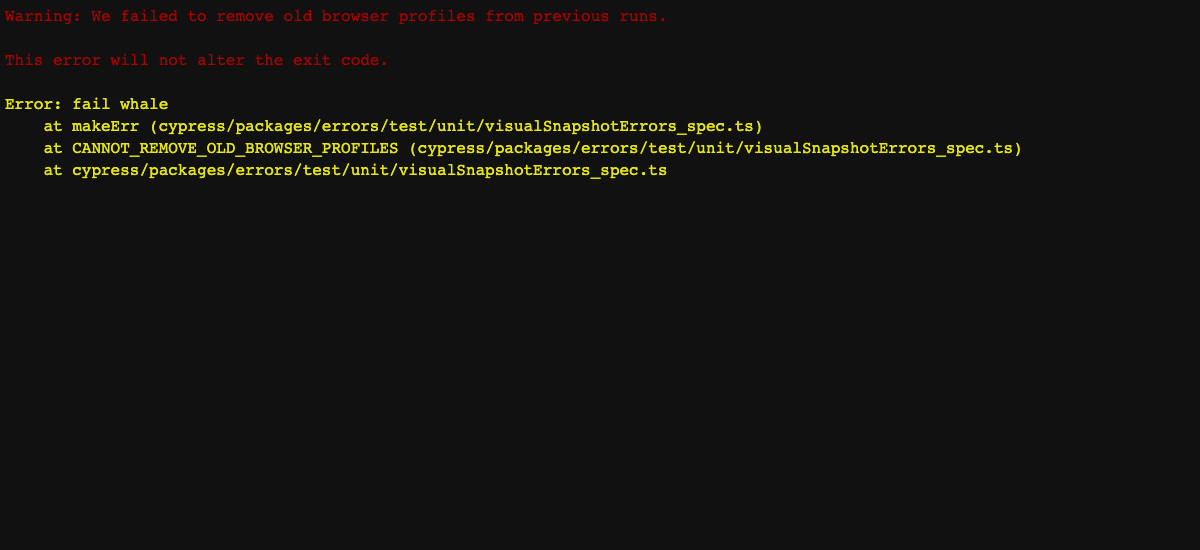 Warning: We failed to remove old browser profiles from previous runs.
This error will not alter the exit code.
Error: fail whale
at makeErr (cypress/packages/errors/test/unit/visualSnapshotErrors_spec.ts)
at CANNOT_REMOVE_OLD_BROWSER_PROFILES (cypress/packages/errors/test/unit/visualSnapshotErrors_spec.ts)
at cypress/packages/errors/test/unit/visualSnapshotErrors_spec.ts